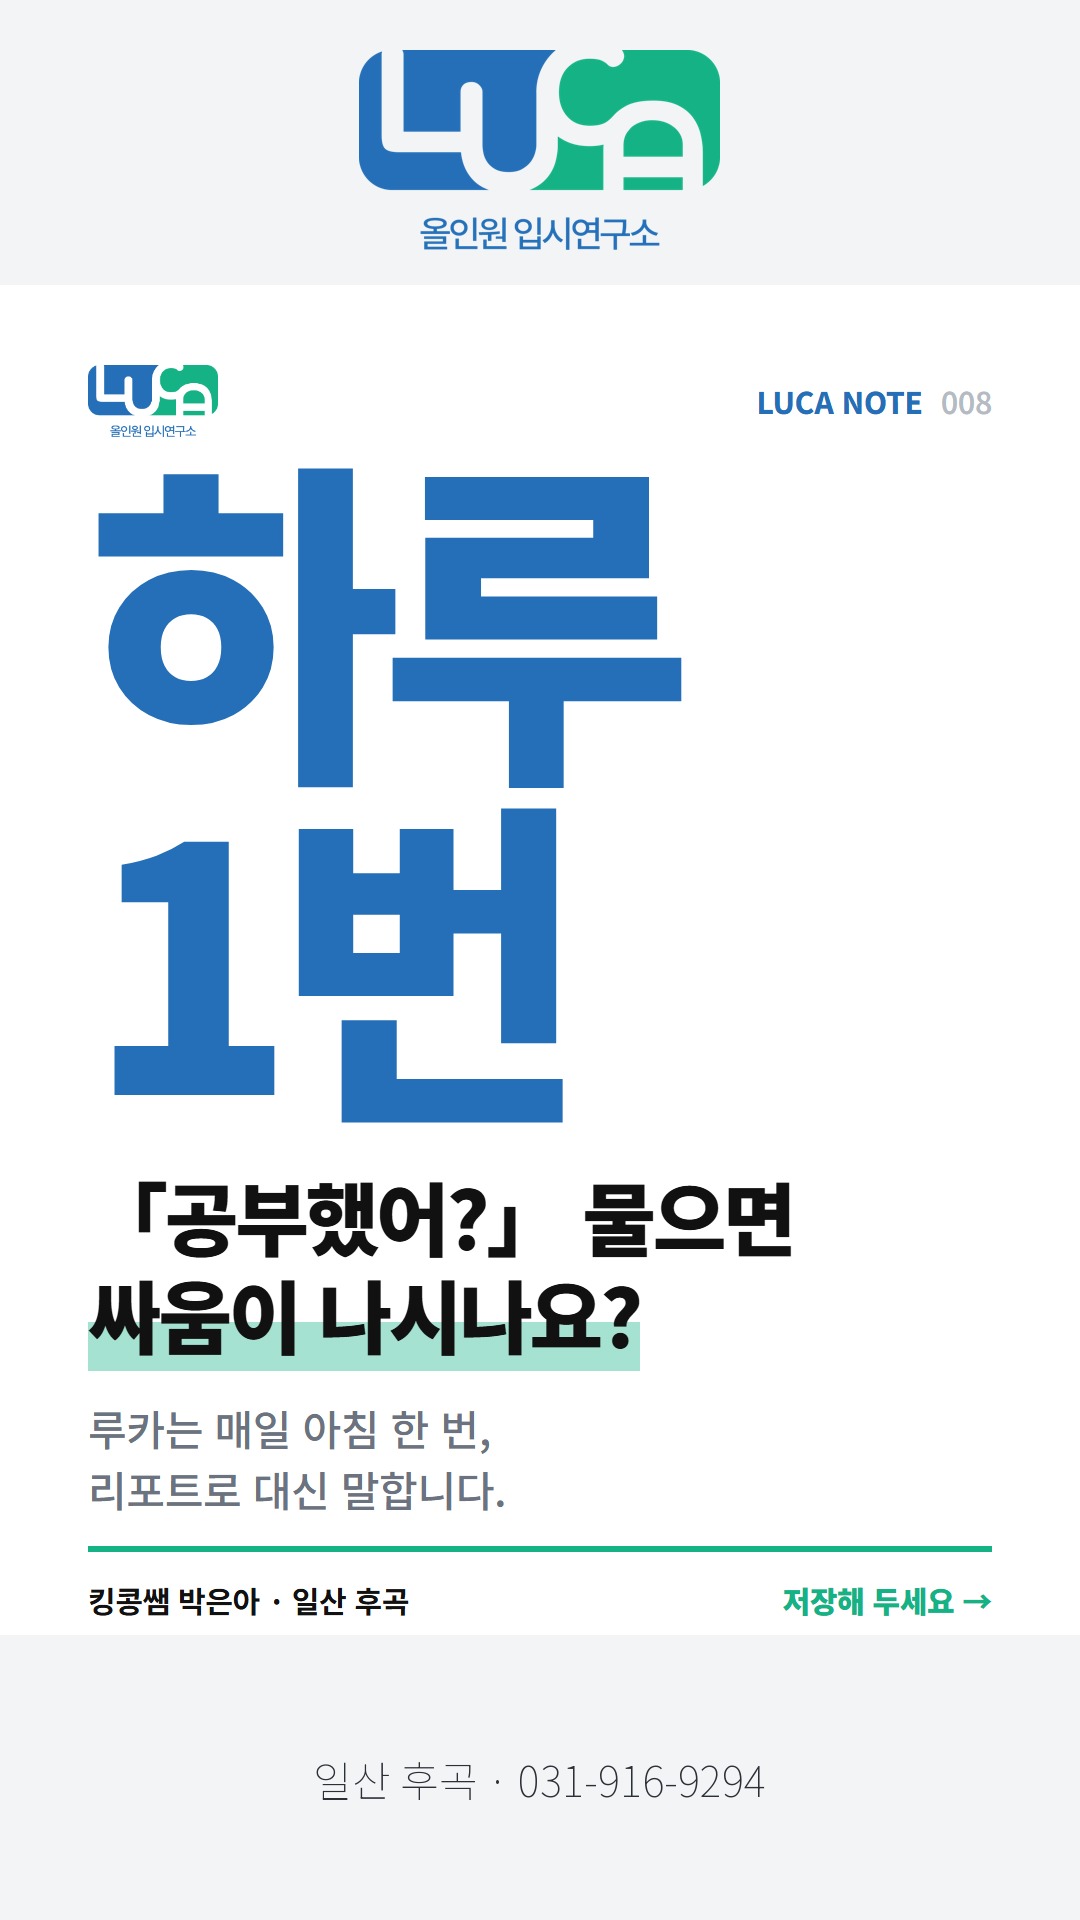 LUCA
올인원 입시연구소
LUCA
올인원 입시연구소
LUCA NOTE 008
하루
1번
「공부했어?」 물으면
싸움이 나시나요?
루카는 매일 아침 한 번,
리포트로 대신 말합니다.
킹콩쌤 박은아 · 일산 후곡
저장해 두세요 →
일산 후곡 · 031-916-9294